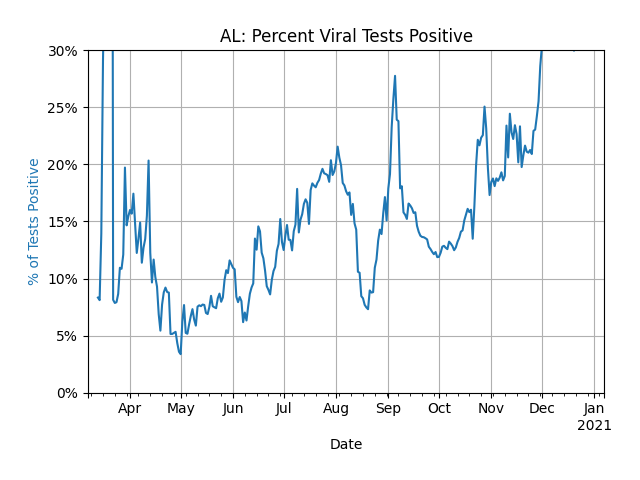 AL: Percent Viral Tests Positive
30%
25%
20%
15%
10%
5%
0%
% of Tests Positive
Apr May Jun Jul Aug Sep Oct Nov Dec Jan
2021
Date